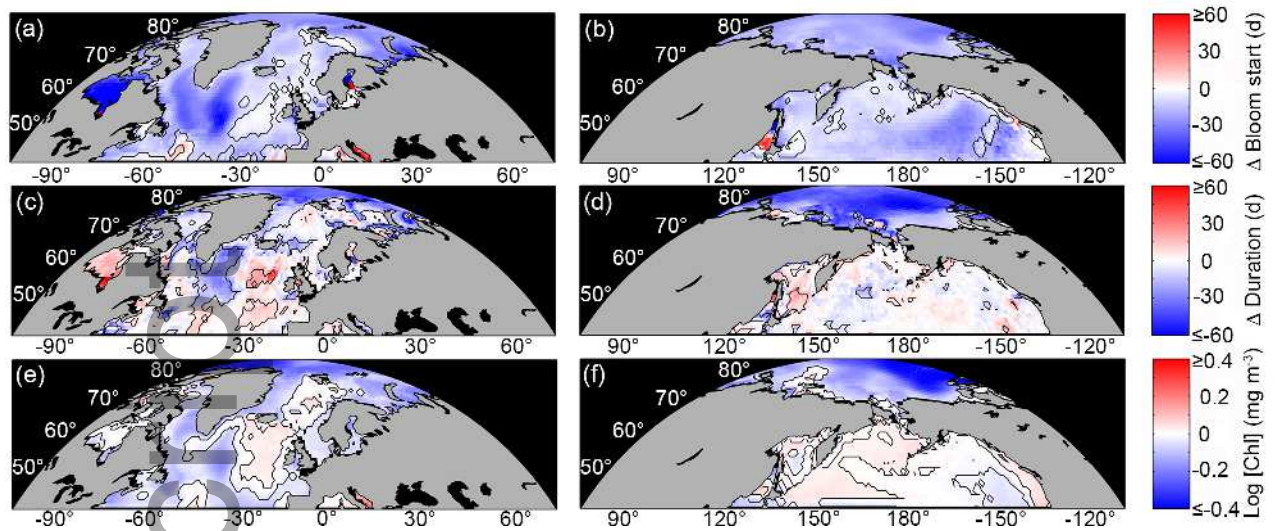 (a) 80° 70° 60° 50°
-90° -60° -30° 0° 30° 60°
(b) 80° 70° 60° 50°
90° 120° 150° 180° -150° -120°
≥60 30 0 -30 ≤-60
Δ Bloom start (d)
(c) 80° 70° 60° 50°
-90° -60° -30° 0° 30° 60°
(d) 80° 70° 60° 50°
90° 120° 150° 180° -150° -120°
≥60 30 0 -30 ≤-60
Δ Duration (d)
(e) 80° 70° 60° 50°
-90° -60° -30° 0° 30° 60°
(f) 80° 70° 60° 50°
90° 120° 150° 180° -150° -120°
≥0.4 0.2 0 -0.2 ≤-0.4
Log [Chl] (mg m⁻³)